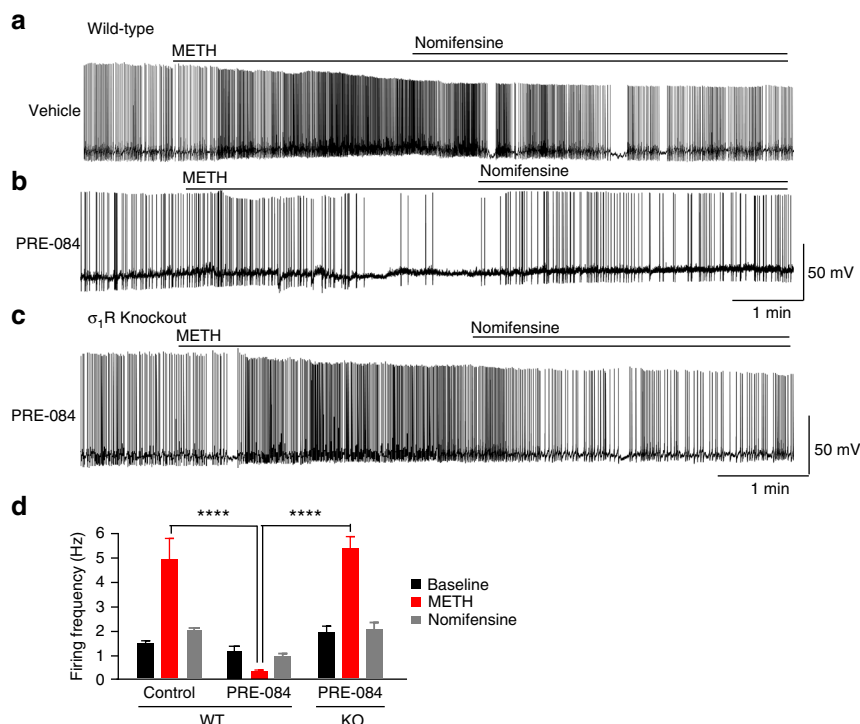 a
Wild-type
METH
Nomifensine
Vehicle
b
METH
Nomifensine
PRE-084
50 mV
1 min
c
σ1R Knockout
METH
Nomifensine
PRE-084
50 mV
1 min
d
**** ****
Firing frequency (Hz)
6
5
4
3
2
1
0
Baseline
METH
Nomifensine
Control PRE-084 PRE-084
WT KO